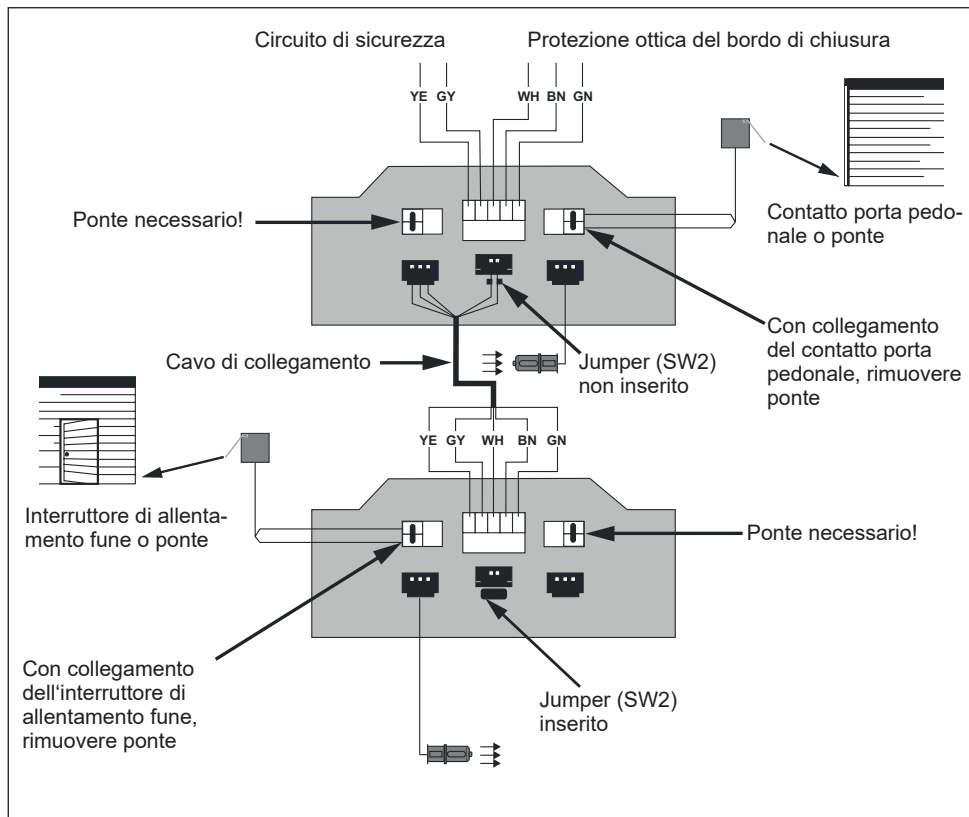 Circuito di sicurezza
Protezione ottica del bordo di chiusura
YE GY WH BN GN
Ponte necessario!
Contatto porta pedo-
nale o ponte
Con collegamento
del contatto porta
pedonale, rimuovere
ponte
Cavo di collegamento
Jumper (SW2)
non inserito
YE GY WH BN GN
Interruttore di allenta-
mento fune o ponte
Ponte necessario!
Con collegamento
dell'interruttore di
allentamento fune,
rimuovere ponte
Jumper (SW2)
inserito